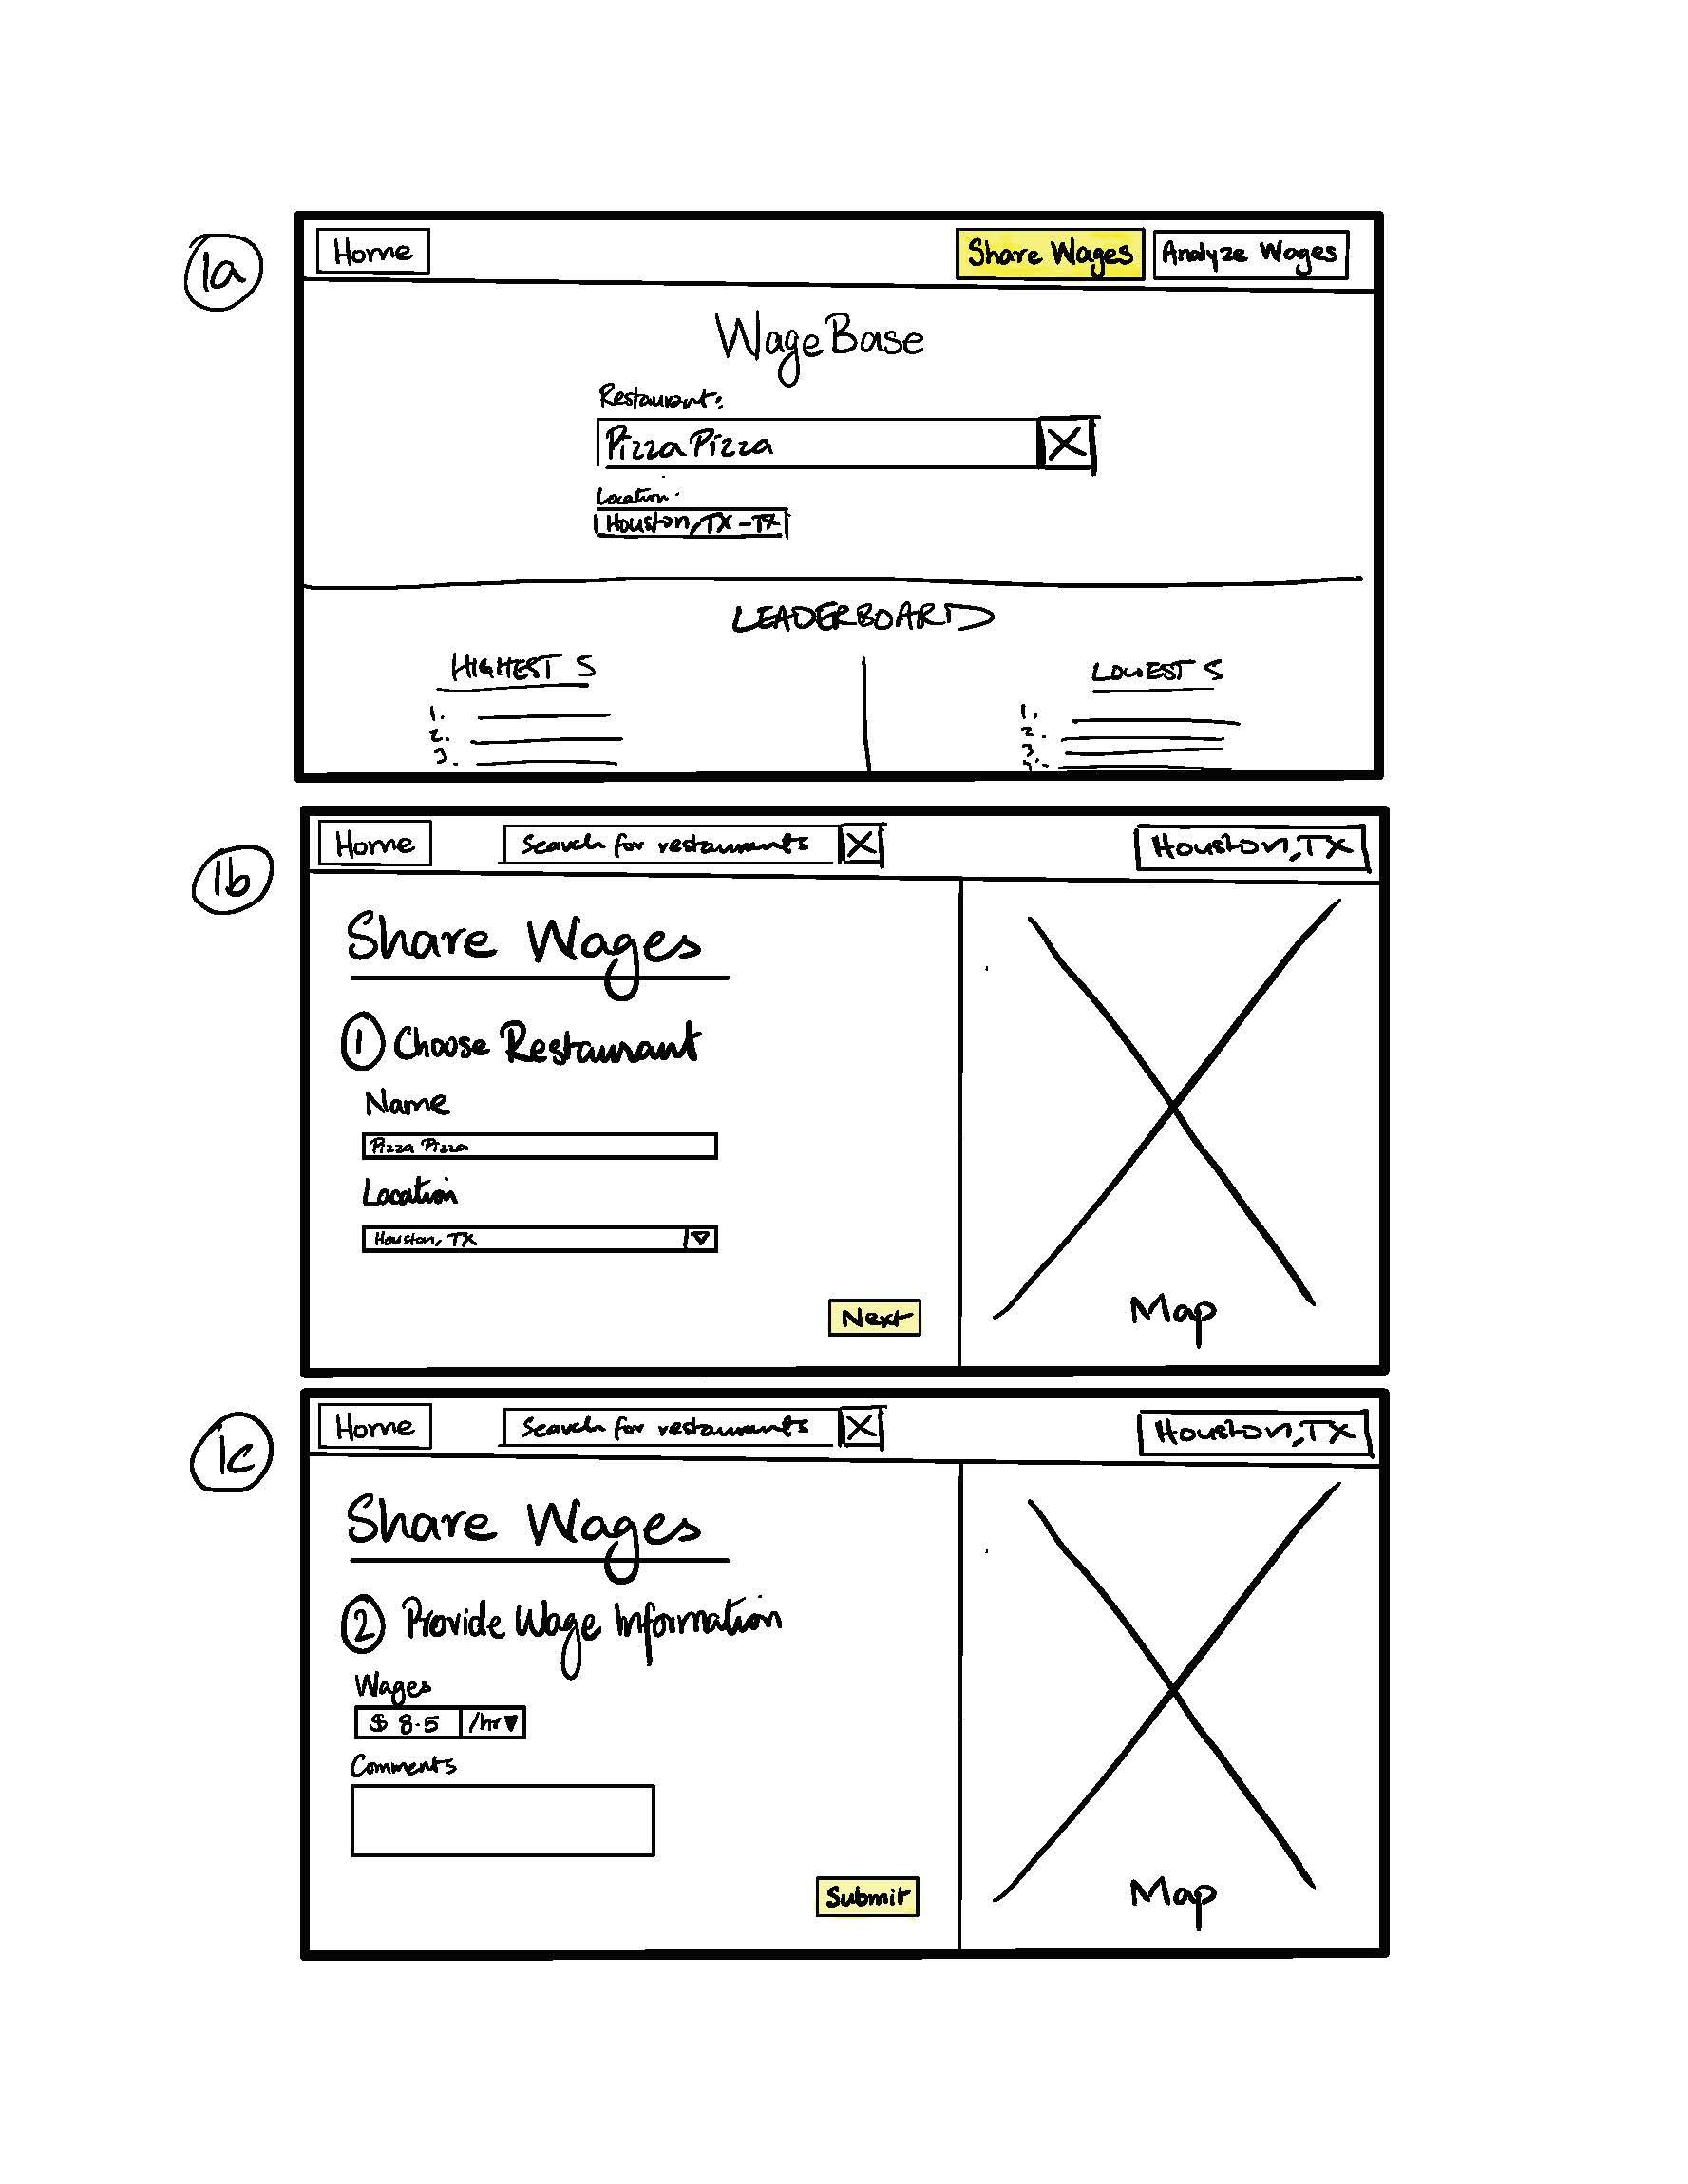 1a
Home
Share Wages
Analyze Wages
WageBase
Restaurant:
Pizza Pizza
Location:
Houston, TX - TX
LEADERBOARD
HIGHEST S
LOWEST S
1.
2.
3.
1.
2.
3.
1b
Home
Search for restaurants
Houston, TX
Share Wages
1 Choose Restaurant
Name
Pizza Pizza
Location
Houston, TX
Next
Map
1c
Home
Search for restaurants
Houston, TX
Share Wages
2 Provide Wage Information
Wages
$ 8.5 /hr
Comments
Submit
Map